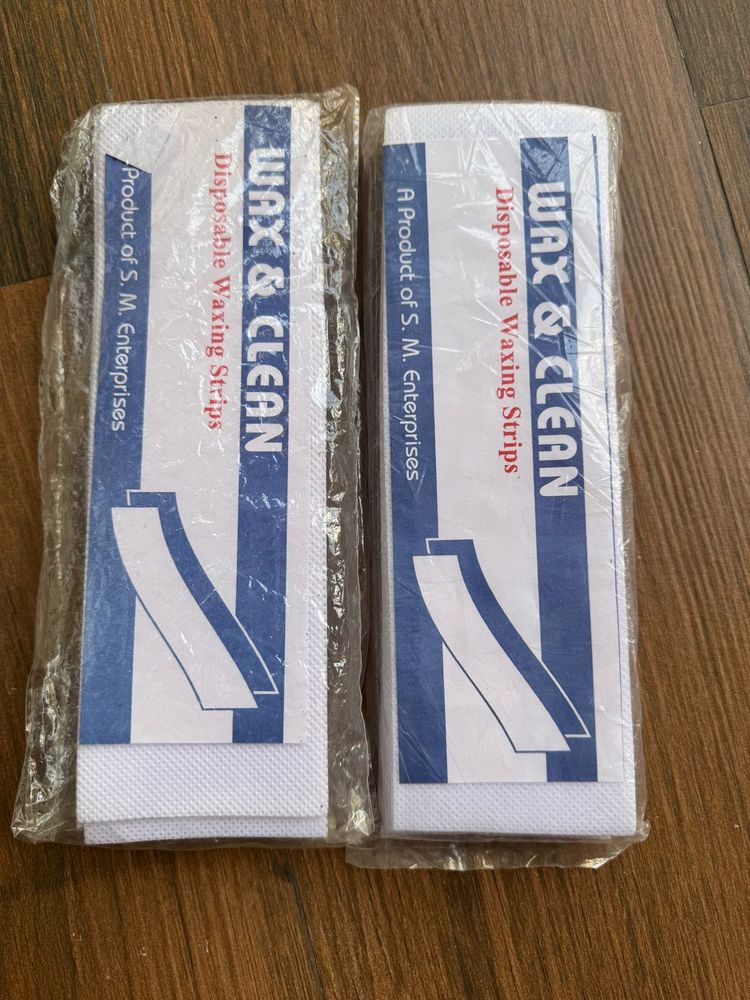 WAX & CLEAN
Disposable Waxing Strips
Product of S. M. Enterprises
WAX & CLEAN
Disposable Waxing Strips
A Product of S. M. Enterprises